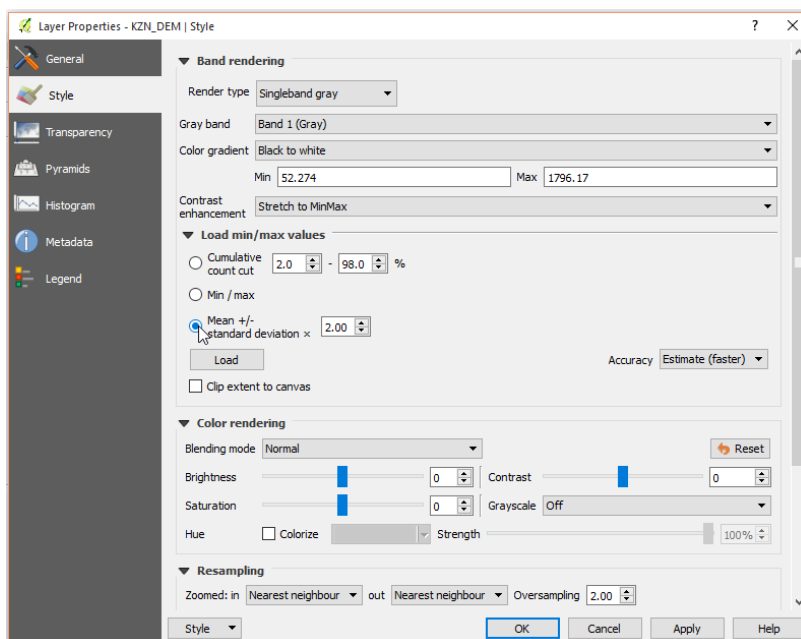 Layer Properties - KZN_DEM | Style
?
General
Style
Transparency
Pyramids
Histogram
Metadata
Legend
Band rendering
Render type Singleband gray
Gray band Band 1 (Gray)
Color gradient Black to white
Min 52.274 Max 1796.17
Contrast
enhancement Stretch to MinMax
Load min/max values
Cumulative
count cut 2.0 - 98.0 %
Min / max
Mean +/-
standard deviation × 2.00
Load Accuracy Estimate (faster)
Clip extent to canvas
Color rendering
Blending mode Normal Reset
Brightness 0 Contrast 0
Saturation 0 Grayscale Off
Hue Colorize Strength 100%
Resampling
Zoomed: in Nearest neighbour out Nearest neighbour Oversampling 2.00
Style OK Cancel Apply Help